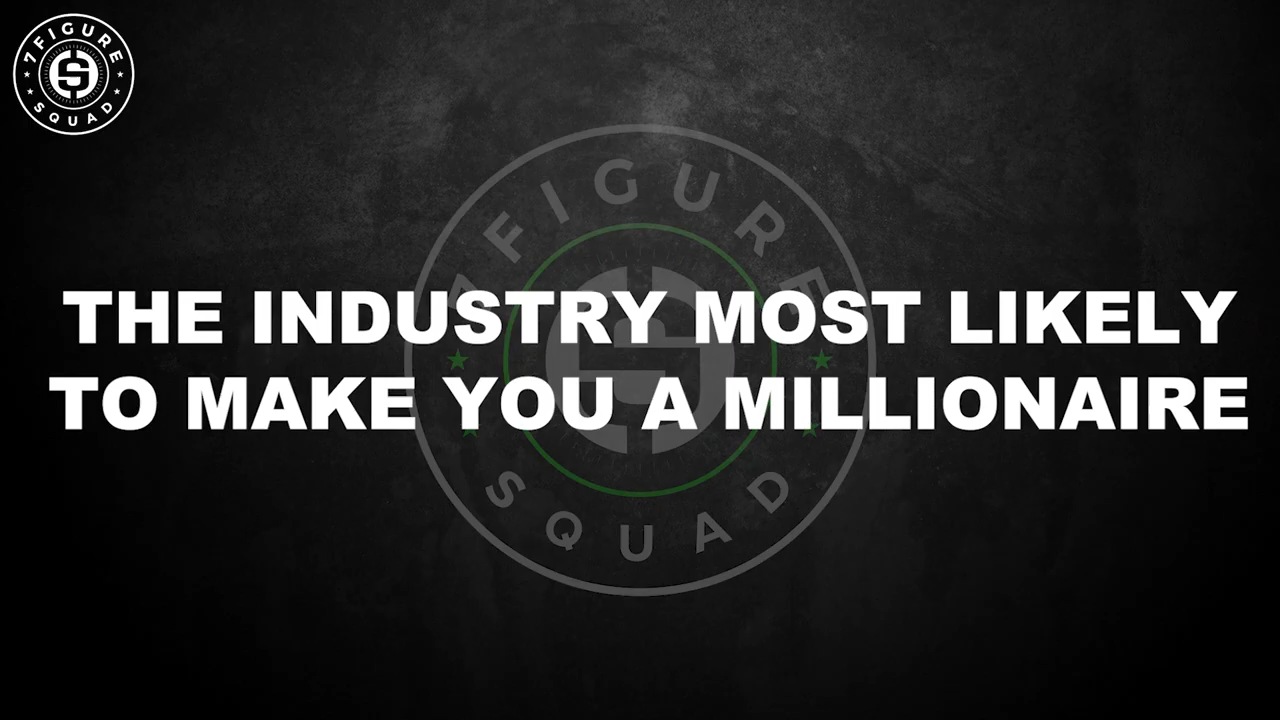 7FIGURE
SQUAD
7FIGURE
THE INDUSTRY MOST LIKELY
TO MAKE YOU A MILLIONAIRE
SQUAD